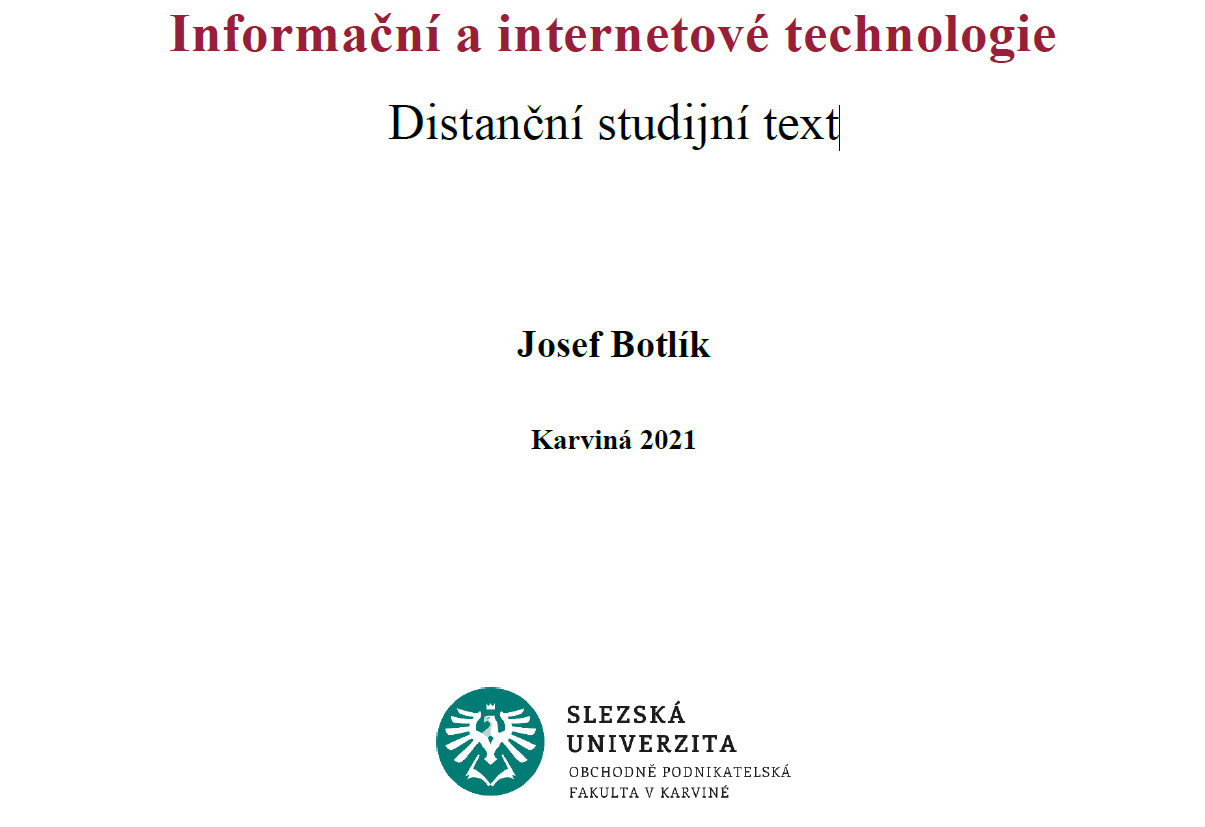 Informační a internetové technologie
Distanční studijní text
Josef Botlík
Karviná 2021
SLEZSKÁ
UNIVERZITA
OBCHODNĚ PODNIKATELSKÁ
FAKULTA V KARVINÉ